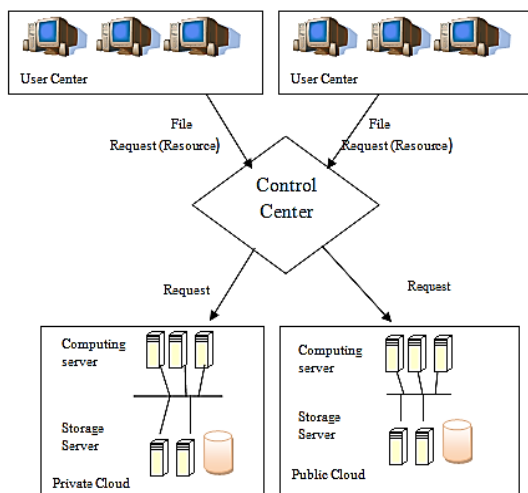 User Center
User Center
File
Request (Resource)
File
Request (Resource)
Control
Center
Request
Request
Computing
server
Storage
Server
Private Cloud
Computing
server
Storage
Server
Public Cloud